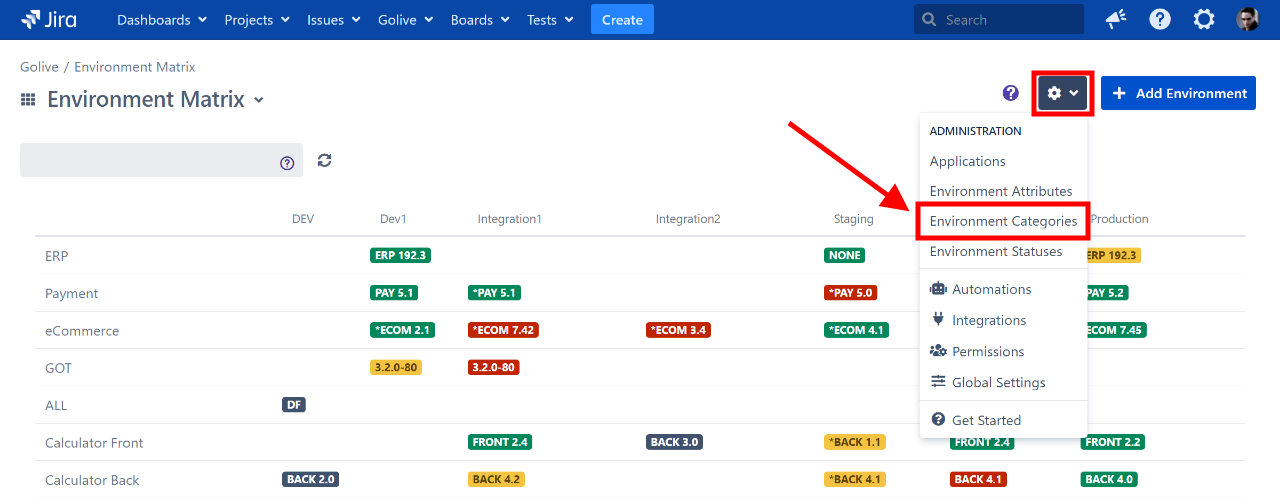 Jira Dashboards Projects Issues Golive Boards Tests Create Search
Golive / Environment Matrix
Environment Matrix
Add Environment
ADMINISTRATION
Applications
Environment Attributes
Environment Categories
Environment Statuses
Automations
Integrations
Permissions
Global Settings
Get Started
DEV Dev1 Integration1 Integration2 Staging Production
ERP ERP 192.3 NONE ERP 192.3
Payment PAY 5.1 *PAY 5.1 *PAY 5.0 PAY 5.2
eCommerce *ECOM 2.1 *ECOM 7.42 *ECOM 3.4 *ECOM 4.1 ECOM 7.45
GOT 3.2.0-80 3.2.0-80
ALL DF
Calculator Front FRONT 2.4 BACK 3.0 *BACK 1.1 FRONT 2.4 FRONT 2.2
Calculator Back BACK 2.0 BACK 4.2 *BACK 4.1 BACK 4.1 BACK 4.0